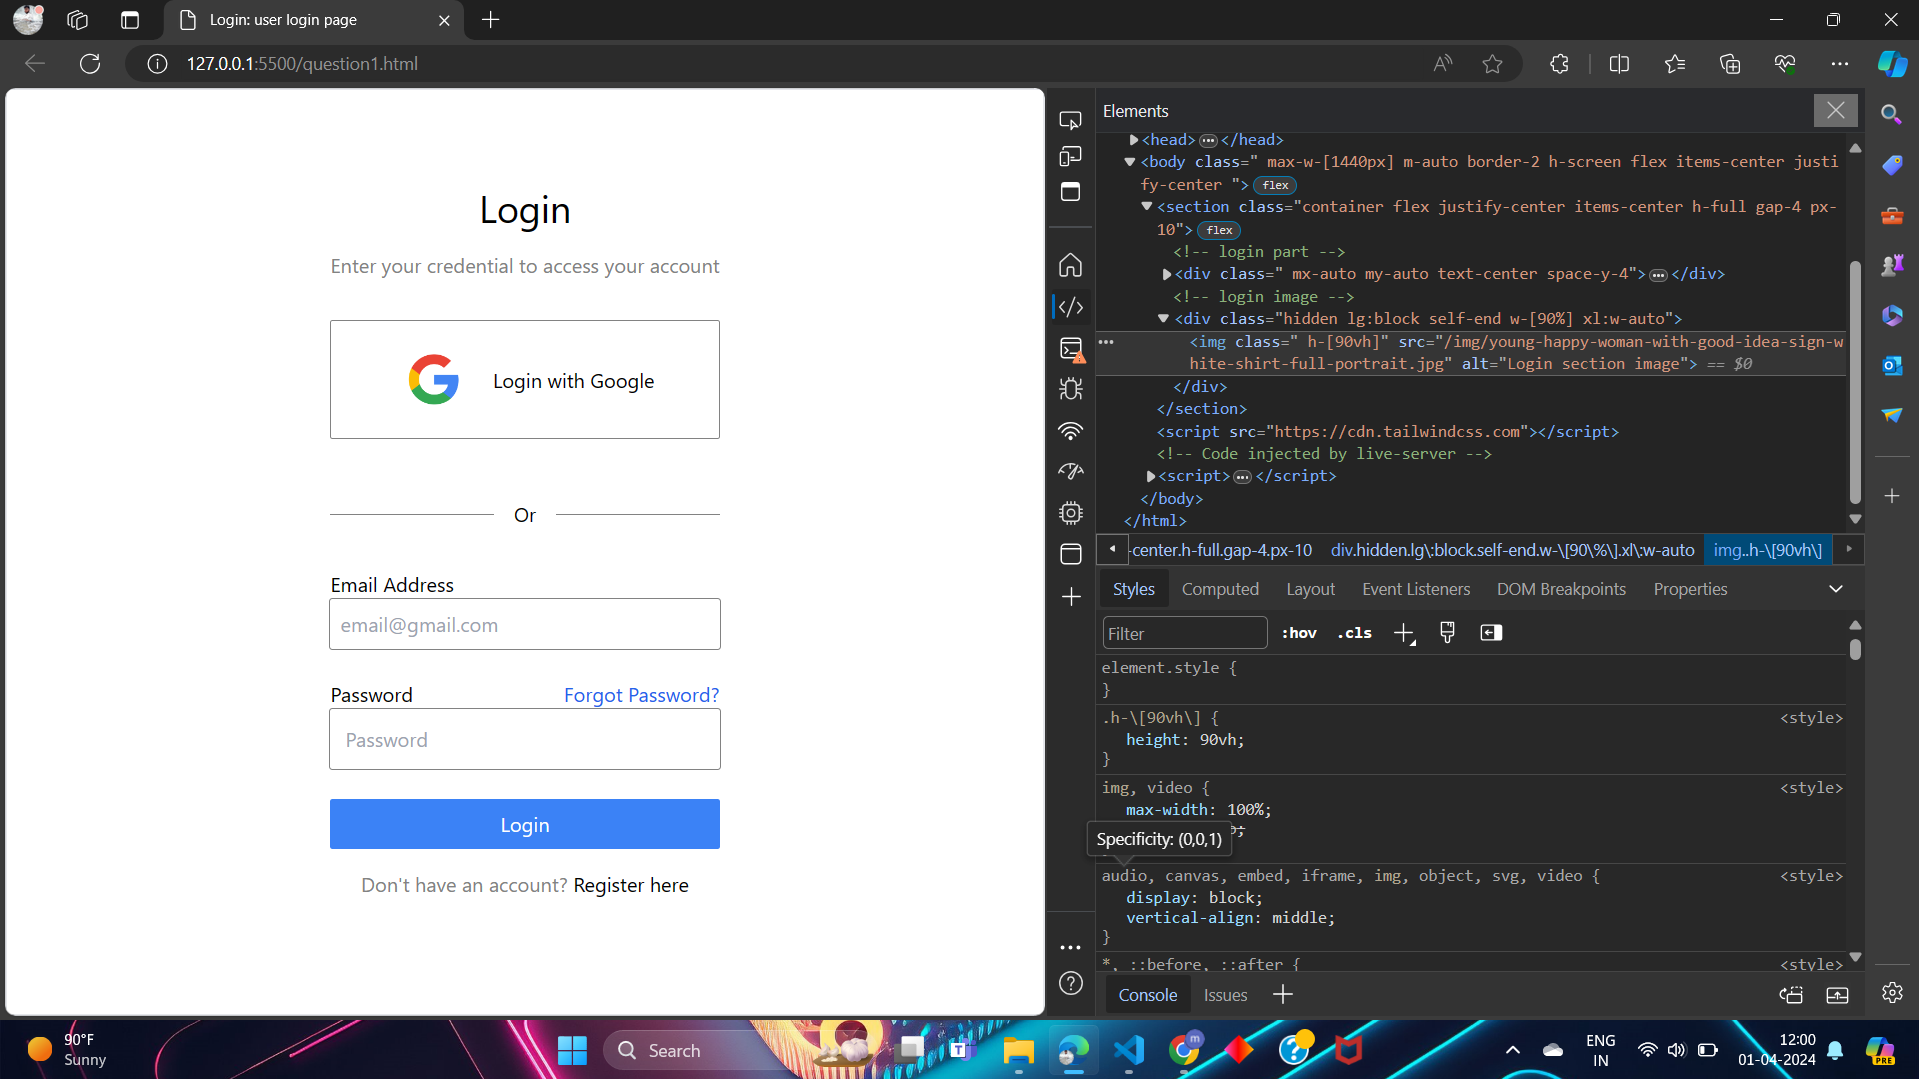 Login: user login page
127.0.0.1:5500/question1.html
Login
Enter your credential to access your account
Login with Google
Or
Email Address
email@gmail.com
Password
Forgot Password?
Password
Login
Don't have an account? Register here
Elements
<head> ••• </head>
<body class=" max-w-[1440px] m-auto border-2 h-screen flex items-center justi
fy-center "> flex
<section class="container flex justify-center items-center h-full gap-4 px-
10"> flex
<!-- login part -->
<div class=" mx-auto my-auto text-center space-y-4"> ••• </div>
<!-- login image -->
<div class="hidden lg:block self-end w-[90%] xl:w-auto">
<img class=" h-[90vh]" src="/img/young-happy-woman-with-good-idea-sign-w
hite-shirt-full-portrait.jpg" alt="Login section image"> == $0
</div>
</section>
<script src="https://cdn.tailwindcss.com"></script>
<!-- Code injected by live-server -->
<script> ••• </script>
</body>
</html>
-center.h-full.gap-4.px-10 div.hidden.lg\:block.self-end.w-\[90\%\].xl\:w-auto img..h-\[90vh\]
Styles Computed Layout Event Listeners DOM Breakpoints Properties
Filter :hov .cls
element.style {
}
.h-\[90vh\] { <style>
height: 90vh;
}
img, video { <style>
max-width: 100%;
Specificity: (0,0,1)
audio, canvas, embed, iframe, img, object, svg, video { <style>
display: block;
vertical-align: middle;
}
*, ::before, ::after { <style>
Console Issues
90°F
Sunny
Search
ENG
IN
12:00
01-04-2024
PRE